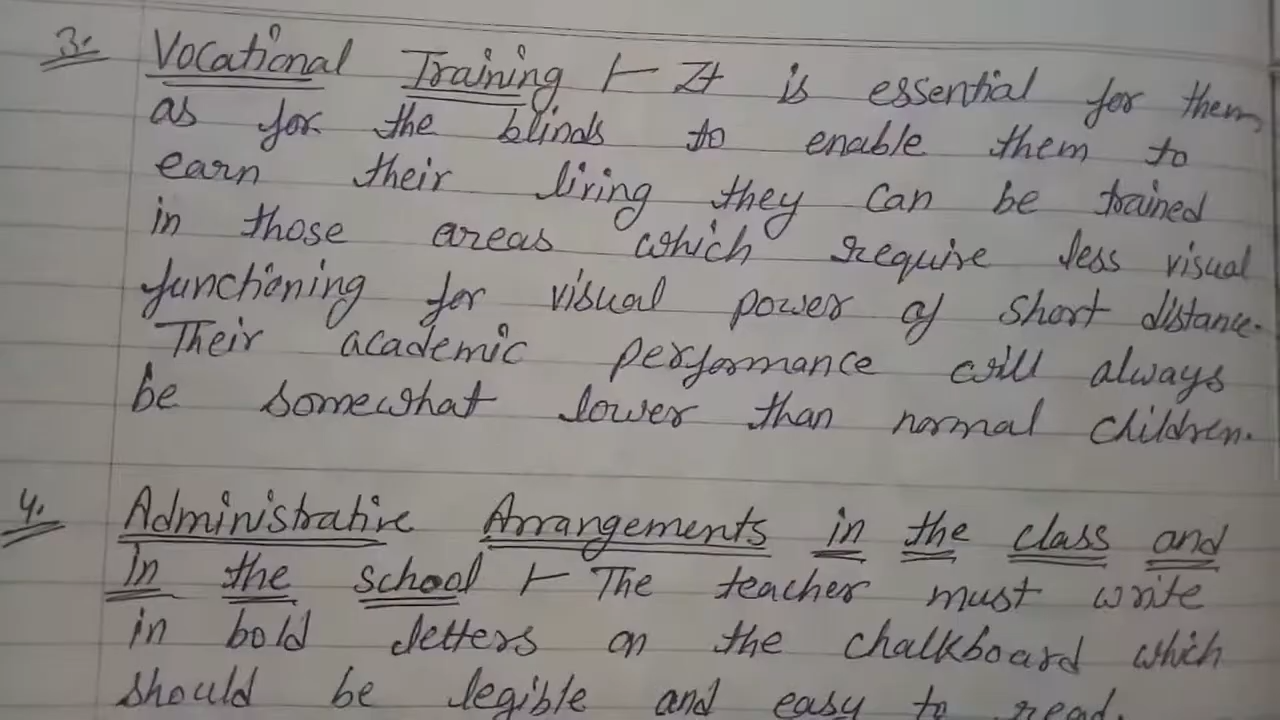 3. Vocational Training :- It is essential for them
as for the blinds to enable them to
earn their living they can be trained
in those areas which require less visual
functioning for visual power of short distance.
Their academic performance will always
be somewhat lower than normal children.
4. Administrative Arrangements in the class and
in the school :- The teacher must write
in bold letters on the chalkboard which
should be legible and easy to read.